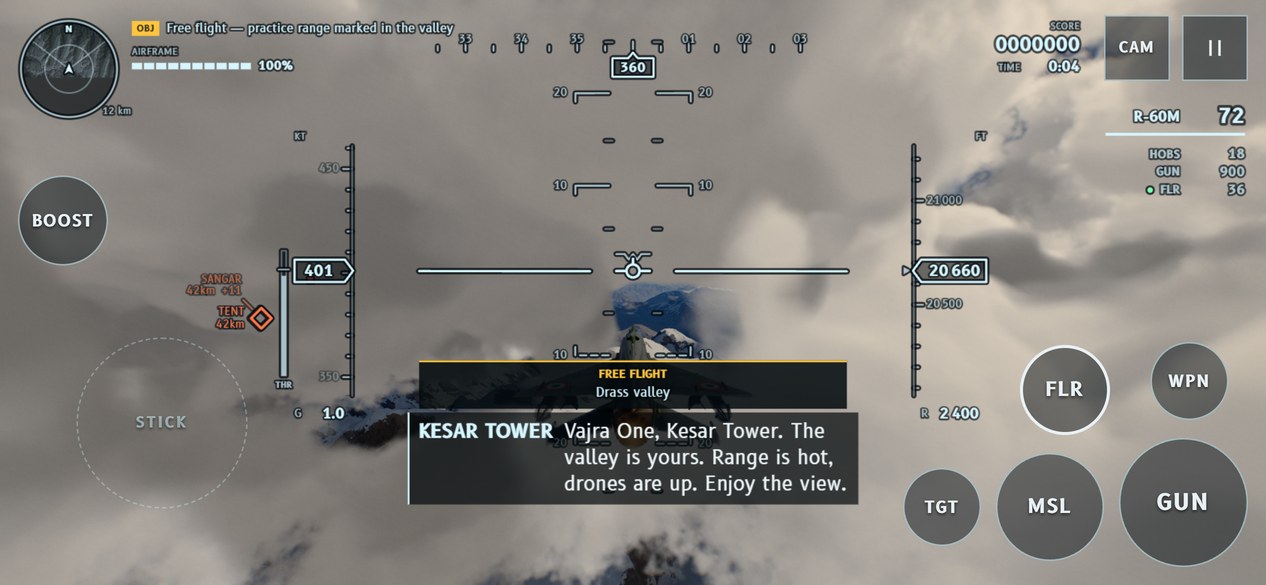 N
OBJ Free flight — practice range marked in the valley
AIRFRAME
100%
12 km
33 34 35 01 02 03
360
SCORE
0000000
TIME 0:04
CAM
R-60M 72
HOBS 18
GUN 900
FLR 36
BOOST
KT
450
401
350
THR
G 1.0
20 20
10 10
10 10
20 20
FT
21000
20 660
20500
R 2 400
SANGAR
42km +11
TENT
42km
STICK
FREE FLIGHT
Drass valley
KESAR TOWER Vajra One, Kesar Tower. The
valley is yours. Range is hot,
drones are up. Enjoy the view.
FLR
WPN
TGT
MSL
GUN